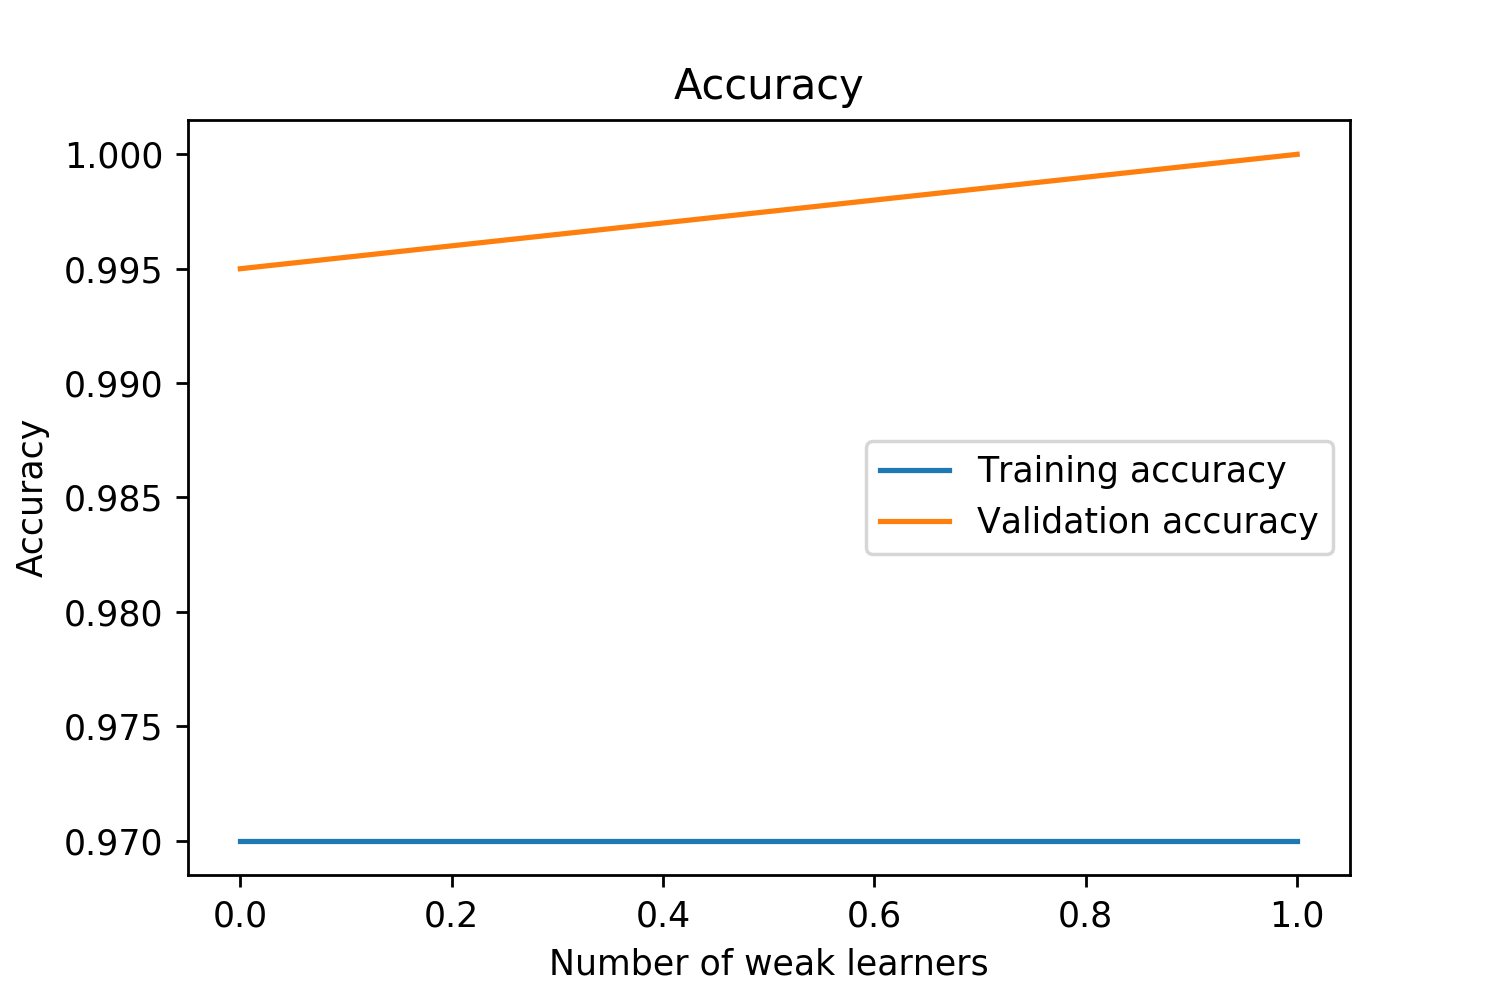 Accuracy
1.000
0.995
0.990
0.985
0.980
0.975
0.970
Accuracy
Training accuracy
Validation accuracy
0.0 0.2 0.4 0.6 0.8 1.0
Number of weak learners